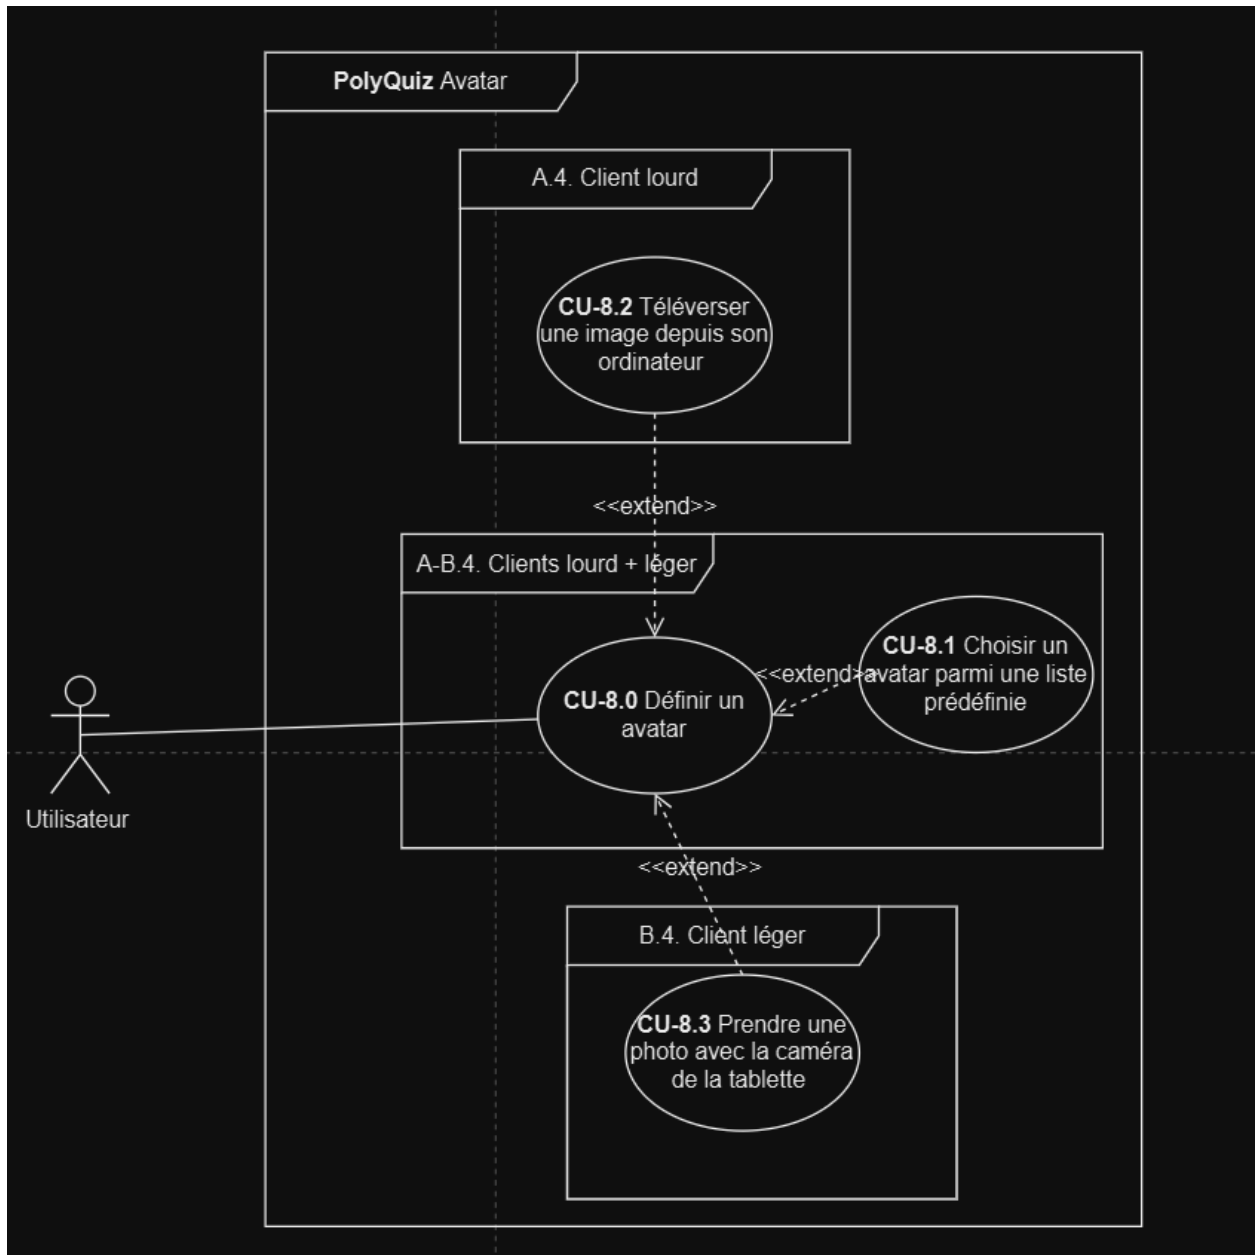 PolyQuiz Avatar
A.4. Client lourd
CU-8.2 Téléverser
une image depuis son
ordinateur
<<extend>>
A-B.4. Clients lourd + léger
CU-8.1 Choisir un
avatar parmi une liste
prédéfinie
<<extend>>
CU-8.0 Définir un
avatar
Utilisateur
<<extend>>
B.4. Client léger
CU-8.3 Prendre une
photo avec la caméra
de la tablette